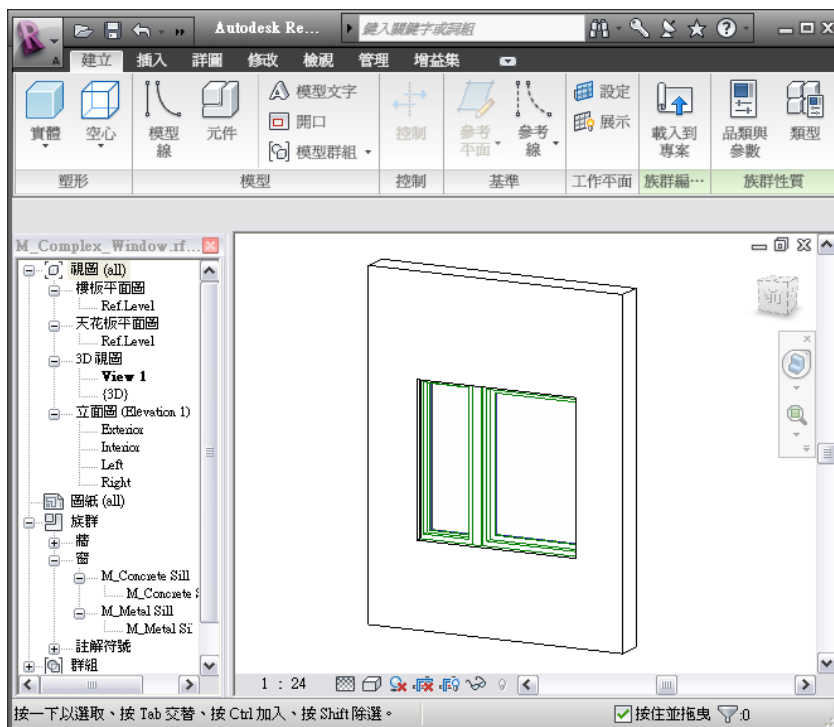 Autodesk Re...
鍵入關鍵字或詞組
建立 插入 詳圖 修改 檢視 管理 增益集
實體 空心 模型線 元件 模型文字 開口 模型群組 控制 參考平面 參考線 設定 展示 載入到專案 品類與參數 類型
塑形 模型 控制 基準 工作平面 族群編… 族群性質
M_Complex_Window.rf...
視圖 (all)
樓板平面圖
Ref.Level
天花板平面圖
Ref.Level
3D 視圖
View 1
{3D}
立面圖 (Elevation 1)
Exterior
Interior
Left
Right
圖紙 (all)
族群
牆
窗
M_Concrete Sill
M_Concrete
M_Metal Sill
M_Metal Si
註解符號
群組
前
1 : 24
按一下以選取、按 Tab 交替、按 Ctrl 加入、按 Shift 除選。
按住並拖曳 :0